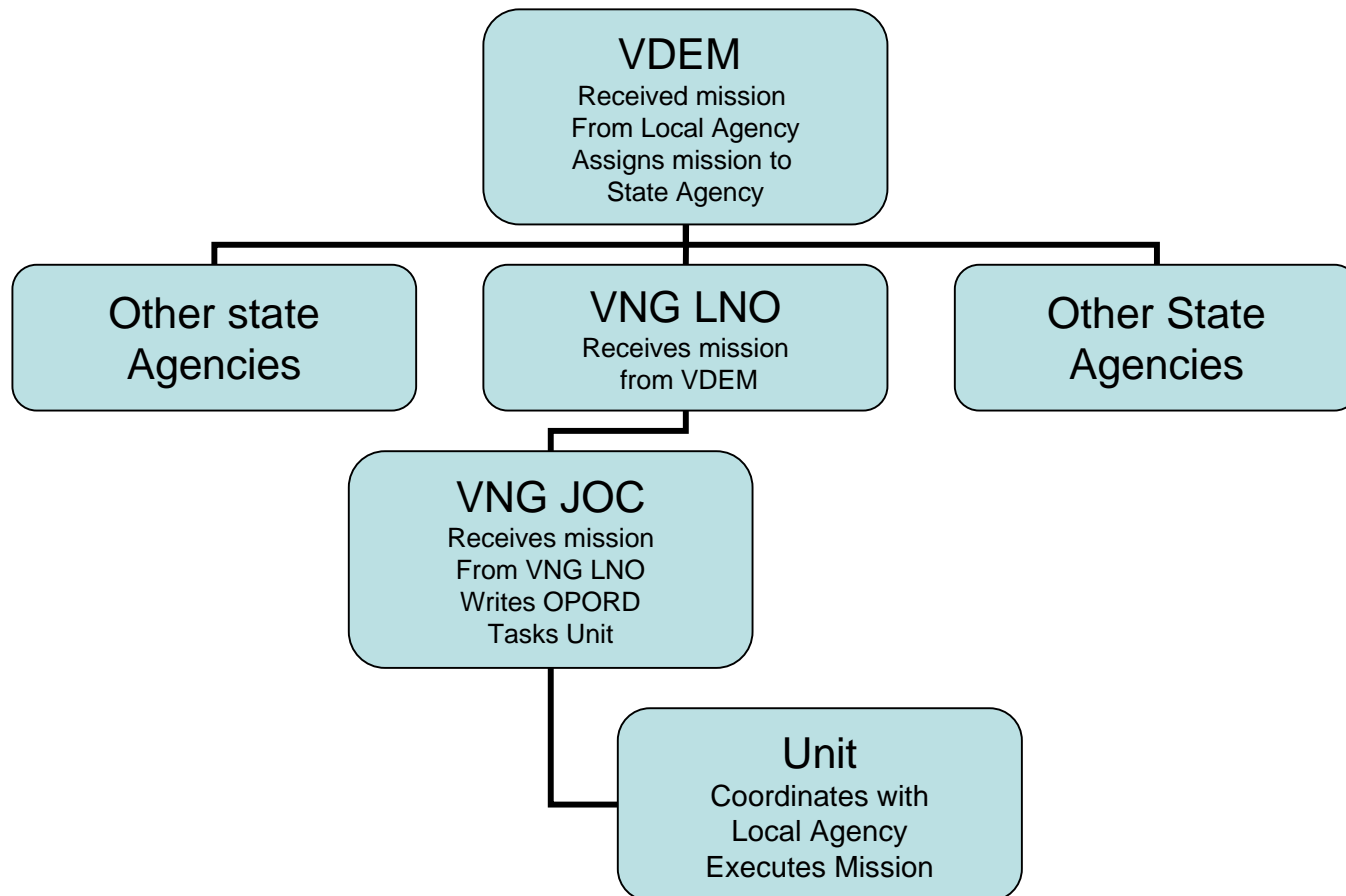 VDEM
Received mission
From Local Agency
Assigns mission to
State Agency
Other state
Agencies
VNG LNO
Receives mission
from VDEM
Other State
Agencies
VNG JOC
Receives mission
From VNG LNO
Writes OPORD
Tasks Unit
Unit
Coordinates with
Local Agency
Executes Mission